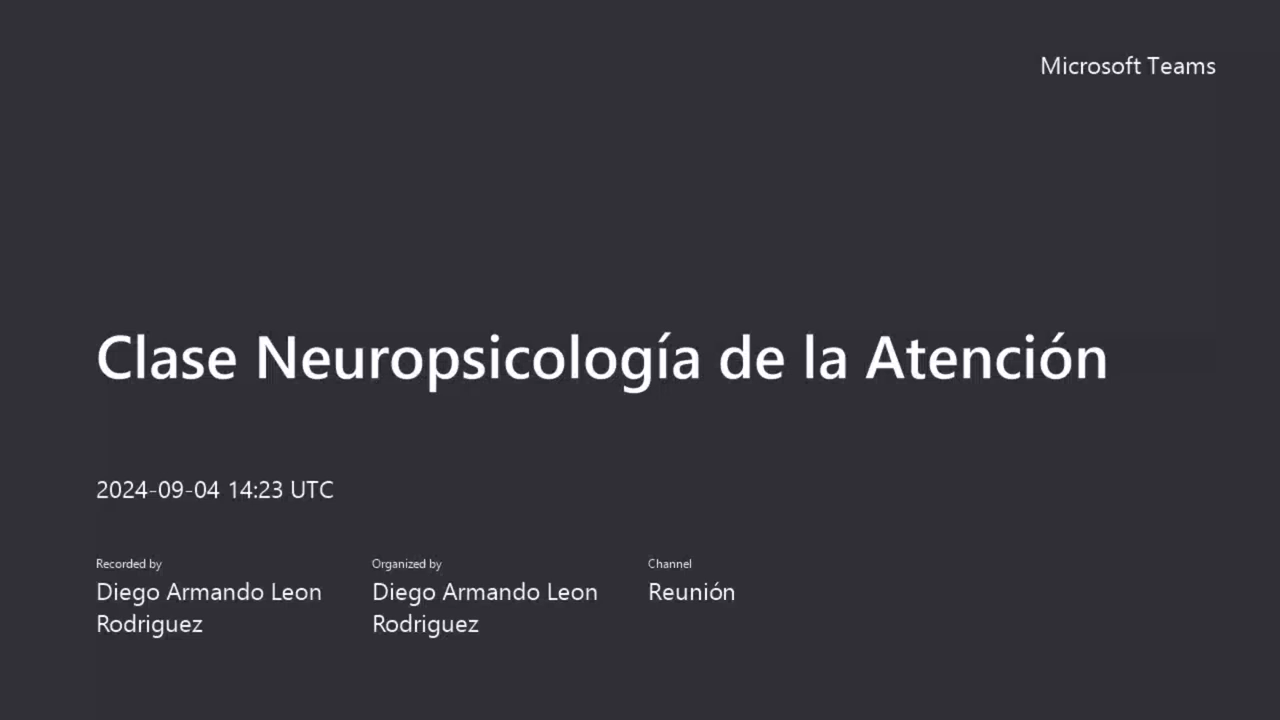 Microsoft Teams
Clase Neuropsicología de la Atención
2024-09-04 14:23 UTC
Recorded by
Diego Armando Leon
Rodriguez
Organized by
Diego Armando Leon
Rodriguez
Channel
Reunión